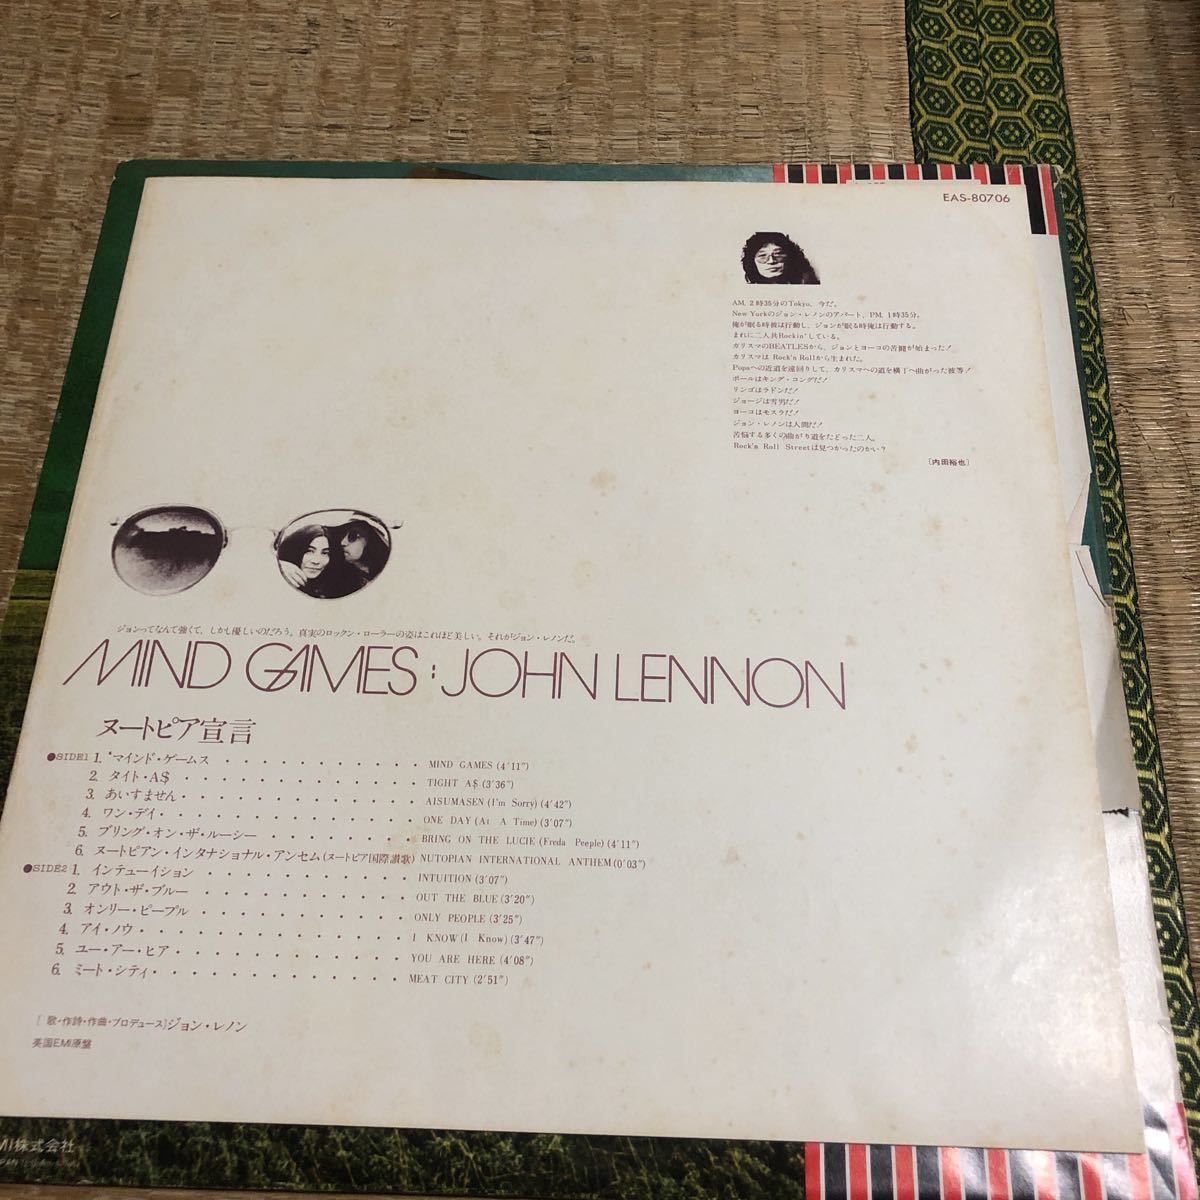 EAS-80706
AM, 2時35分のTokyo、今だ。
New Yorkのジョン・レノンのアパート、PM, 1時35分。
俺が眠る時彼は行動し、ジョンが眠る時俺は行動する。
まれに二人共Rockin'している。
カリスマのBEATLESから、ジョンとヨーコの苦闘が始まった!
カリスマは Rock'n Rollから生まれた。
Popsへの近道を遠回りして、カリスマへの道を横丁へ曲がった彼等!
ポールはキング・コングだ!
リンゴはラドンだ!
ジョージは雪男だ!
ヨーコはモスラだ!
ジョン・レノンは人間だ!
苦悩する多くの曲がり道をたどった二人。
Rock'n Roll Streetは見つかったのかい?
〔内田裕也〕
ジョンってなんて強くて、しかも優しいのだろう。真実のロックン・ローラーの姿はこれほど美しい。それがジョン・レノンだ。
MIND GAMES : JOHN LENNON
ヌートピア宣言
●SIDE1 1. *マインド・ゲームス ・・・・・・・・・・・ MIND GAMES (4'11")
2. タイト・A$ ・・・・・・・・・・・・・ TIGHT A$ (3'36")
3. あいすません・・・・・・・・・・・・・ AISUMASEN (I'm Sorry) (4'42")
4. ワン・デイ・・・・・・・・・・・・・・ ONE DAY (At A Time) (3'07")
5. ブリング・オン・ザ・ルーシー ・・・・・・・・ BRING ON THE LUCIE (Freda Peeple) (4'11")
6. ヌートピアン・インタナショナル・アンセム (ヌートピア国際讃歌) NUTOPIAN INTERNATIONAL ANTHEM (0'03")
●SIDE2 1. インテューイション ・・・・・・・・・・・ INTUITION (3'07")
2. アウト・ザ・ブルー ・・・・・・・・・・・ OUT THE BLUE (3'20")
3. オンリー・ピープル ・・・・・・・・・・・ ONLY PEOPLE (3'25")
4. アイ・ノウ ・・・・・・・・・・・・・・ I KNOW (I Know) (3'47")
5. ユー・アー・ヒア ・・・・・・・・・・・・ YOU ARE HERE (4'08")
6. ミート・シティ・・・・・・・・・・・・・ MEAT CITY (2'51")
[ 歌・作詩・作曲・プロデュース]ジョン・レノン
英国EMI原盤
MI株式会社